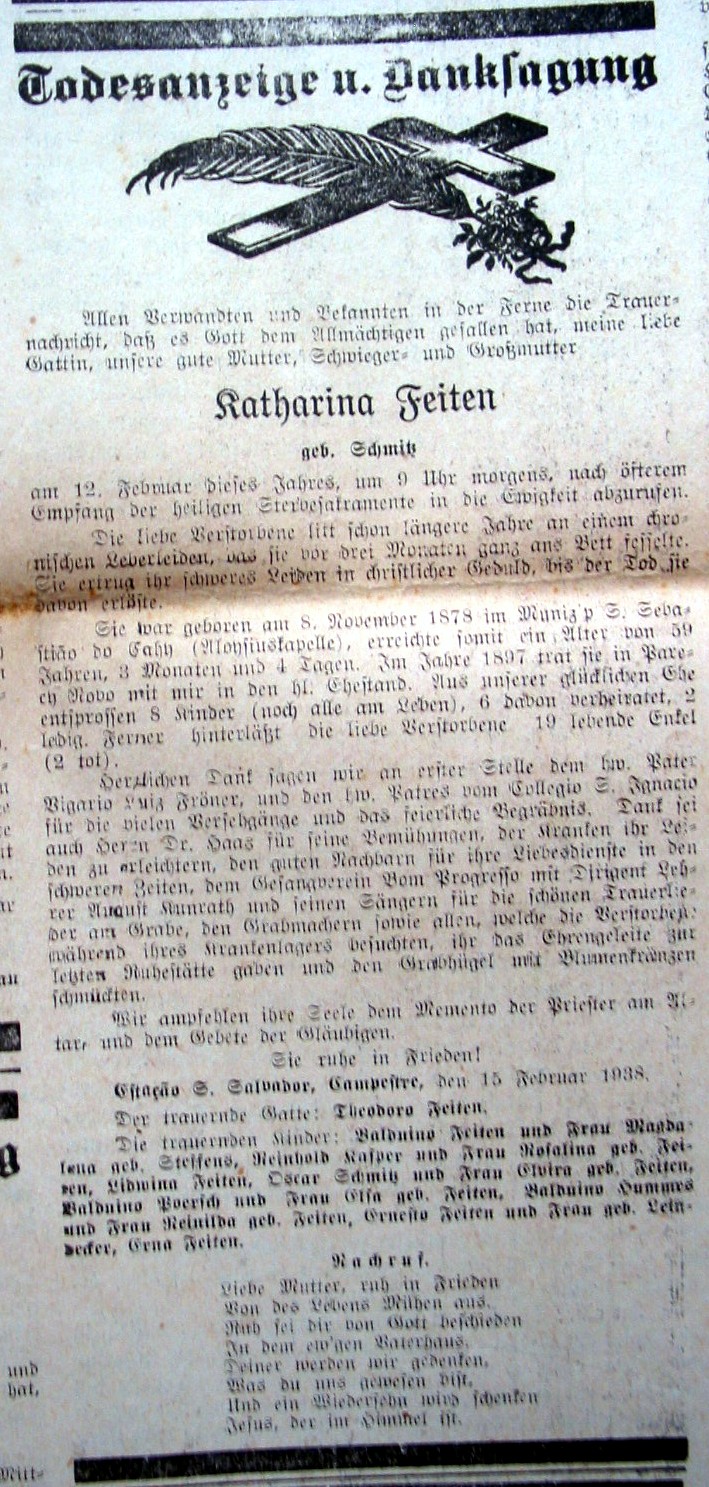 Todesanzeige u. Danksagung
Allen Verwandten und Bekannten in der Ferne die Trauer-
nachricht, daß es Gott dem Allmächtigen gefallen hat, meine liebe
Gattin, unsere gute Mutter, Schwieger- und Großmutter
Katharina Feiten
geb. Schmitz
am 12. Februar dieses Jahres, um 9 Uhr morgens, nach öfterem
Empfang der heiligen Sterbesakramente in die Ewigkeit abzurufen.
Die liebe Verstorbene litt schon längere Jahre an einem chro-
nischen Leberleiden, das sie vor drei Monaten ganz ans Bett fesselte.
Sie ertrug ihr schweres Leiden in christlicher Geduld, bis der Tod sie
davon erlöste.
Sie war geboren am 8. November 1878 im Muniz'p S. Seba-
stião do Cahy (Aloysiuskapelle), erreichte somit ein Alter von 59
Jahren, 3 Monaten und 4 Tagen. Im Jahre 1897 trat sie in Pare-
cy Novo mit mir in den hl. Ehestand. Aus unserer glücklichen Ehe
entsprossen 8 Kinder (noch alle am Leben), 6 davon verheiratet, 2
ledig. Ferner hinterläßt die liebe Verstorbene 19 lebende Enkel
(2 tot).
Herzlichen Dank sagen wir an erster Stelle dem hw. Pater
Vigario Luiz Fröner, und den hw. Patres vom Collegio S. Ignacio
für die vielen Versehgänge und das feierliche Begräbnis. Dank sei
auch Herrn Dr. Haas für seine Bemühungen, der Kranken ihr Lei-
den zu erleichtern, den guten Nachbarn für ihre Liebesdienste in den
schweren Zeiten, dem Gesangverein Vom Progresso mit Dirigent Leh-
rer August Kunrath und seinen Sängern für die schönen Trauerlie-
der am Grabe, den Grabmachern sowie allen, welche die Verstorbene
während ihres Krankenlagers besuchten, ihr das Ehrengeleite zur
letzten Ruhestätte gaben und den Grabhügel mit Blumenkränzen
schmückten.
Wir ampfehlen ihre Seele dem Memento der Priester am Al-
tar, und dem Gebete der Gläubigen.
Sie ruhe in Frieden!
Estação S. Salvador, Campestre, den 15 Februar 1938.
Der trauernde Gatte: Theodoro Feiten.
Die trauernden Kinder: Balduino Feiten und Frau Magda-
lena geb. Steffens, Reinhold Kasper und Frau Rosalina geb. Fei-
ten, Lidwina Feiten, Oscar Schmitz und Frau Elvira geb. Feiten,
Balduino Poersch und Frau Elsa geb. Feiten, Balduino Hummes
und Frau Reinilda geb. Feiten, Ernesto Feiten und Frau geb. Lein-
decker, Erna Feiten.
Nachruf.
Liebe Mutter, ruh in Frieden
Von des Lebens Mühen aus.
Ruh sei dir von Gott beschieden
In dem ew'gen Vaterhaus.
Deiner werden wir gedenken,
Was du uns gewesen bist,
Und ein Wiedersehn wird schenken
Jesus, der im Himmel ist.
und
hat,
Mitt-